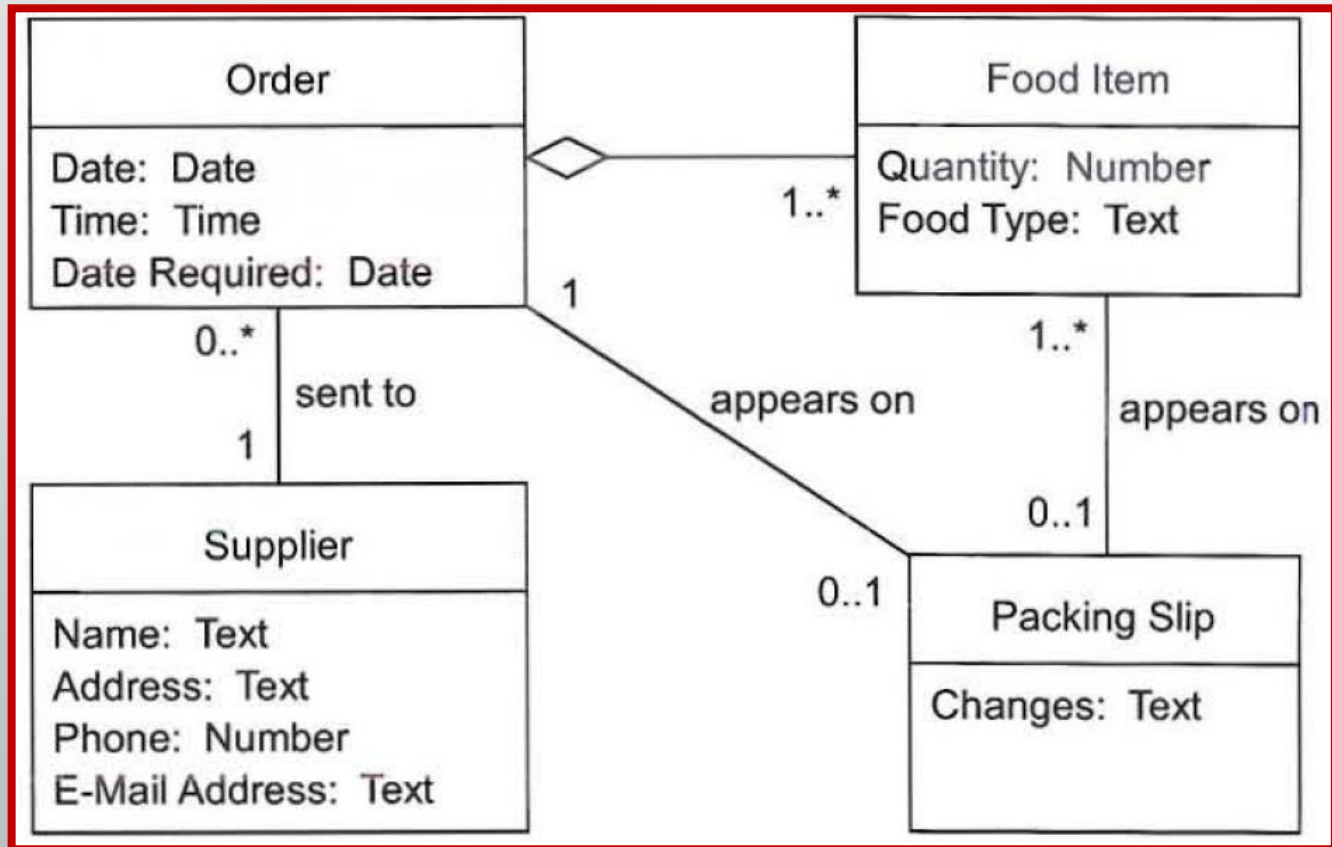 Order
Date: Date
Time: Time
Date Required: Date
Food Item
Quantity: Number
Food Type: Text
1..*
1
0..*
sent to
1
appears on
0..1
1..*
appears on
0..1
Supplier
Name: Text
Address: Text
Phone: Number
E-Mail Address: Text
Packing Slip
Changes: Text